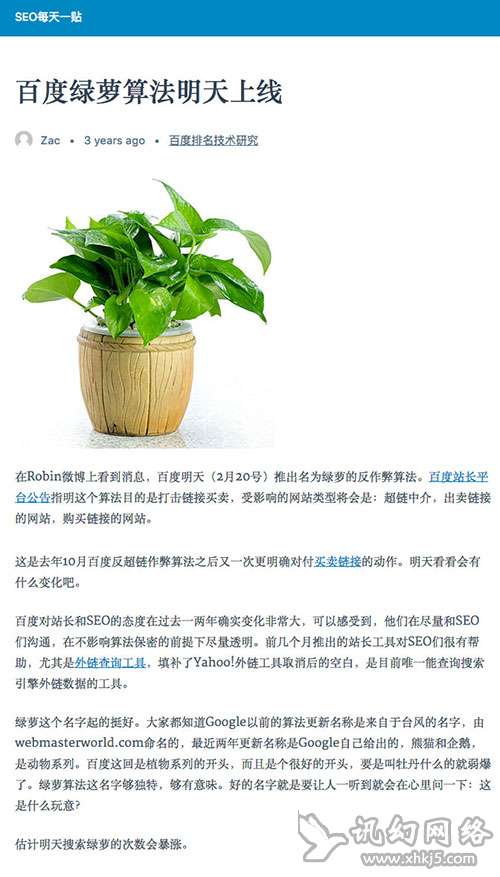 SEO每天一贴
百度绿萝算法明天上线
Zac • 3 years ago • 百度排名技术研究
在Robin微博上看到消息，百度明天（2月20号）推出名为绿萝的反作弊算法。百度站长平
台公告指明这个算法目的是打击链接买卖，受影响的网站类型将会是：超链中介，出卖链接
的网站，购买链接的网站。
这是去年10月百度反超链作弊算法之后又一次更明确对付买卖链接的动作。明天看看会有
什么变化吧。
百度对站长和SEO的态度在过去一两年确实变化非常大，可以感受到，他们在尽量和SEO
们沟通，在不影响算法保密的前提下尽量透明。前几个月推出的站长工具对SEO们很有帮
助，尤其是外链查询工具，填补了Yahoo!外链工具取消后的空白，是目前唯一能查询搜索
引擎外链数据的工具。
绿萝这个名字起的挺好。大家都知道Google以前的算法更新名称是来自于台风的名字，由
webmasterworld.com命名的，最近两年更新名称是Google自己给出的，熊猫和企鹅，
是动物系列。百度这回是植物系列的开头，而且是个很好的开头，要是叫牡丹什么的就弱爆
了。绿萝算法这名字够独特，够有意味。好的名字就是要让人一听到就会在心里问一下：这
是什么玩意?
估计明天搜索绿萝的次数会暴涨。
讯幻网络
www.xhkj5.com